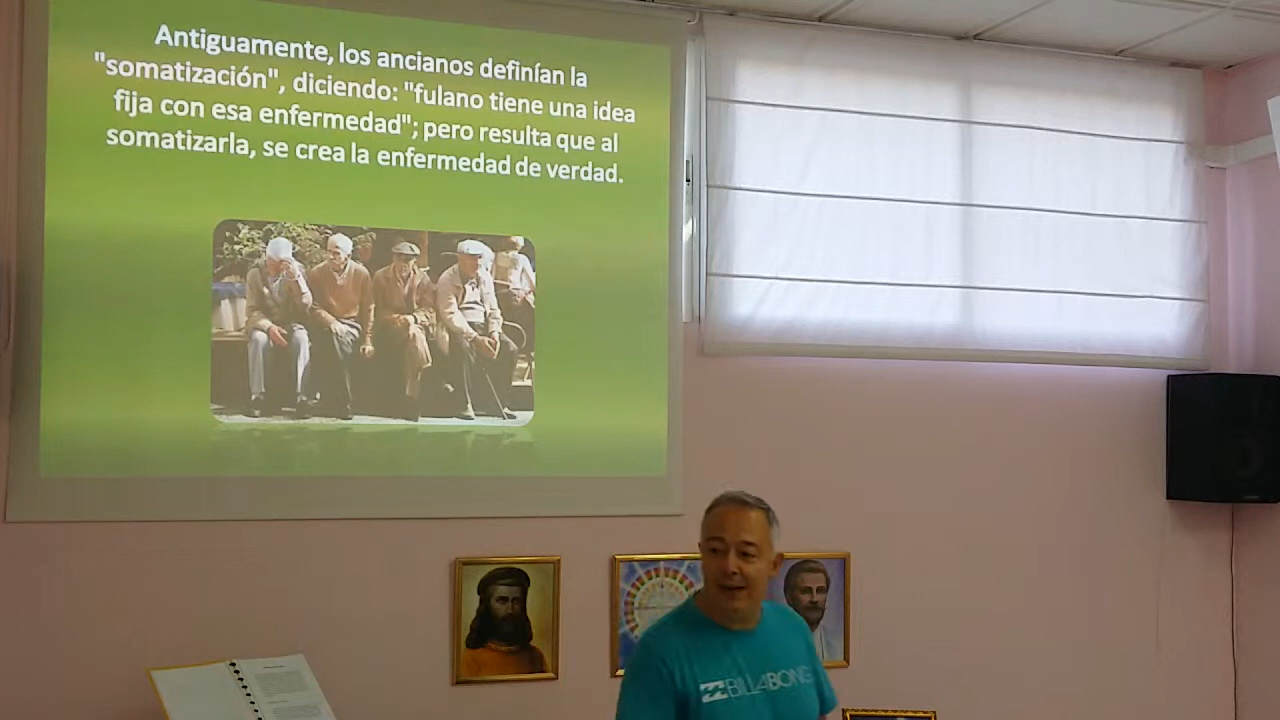 Antiguamente, los ancianos definían la
"somatización", diciendo: "fulano tiene una idea
fija con esa enfermedad"; pero resulta que al
somatizarla, se crea la enfermedad de verdad.
BILLABONG